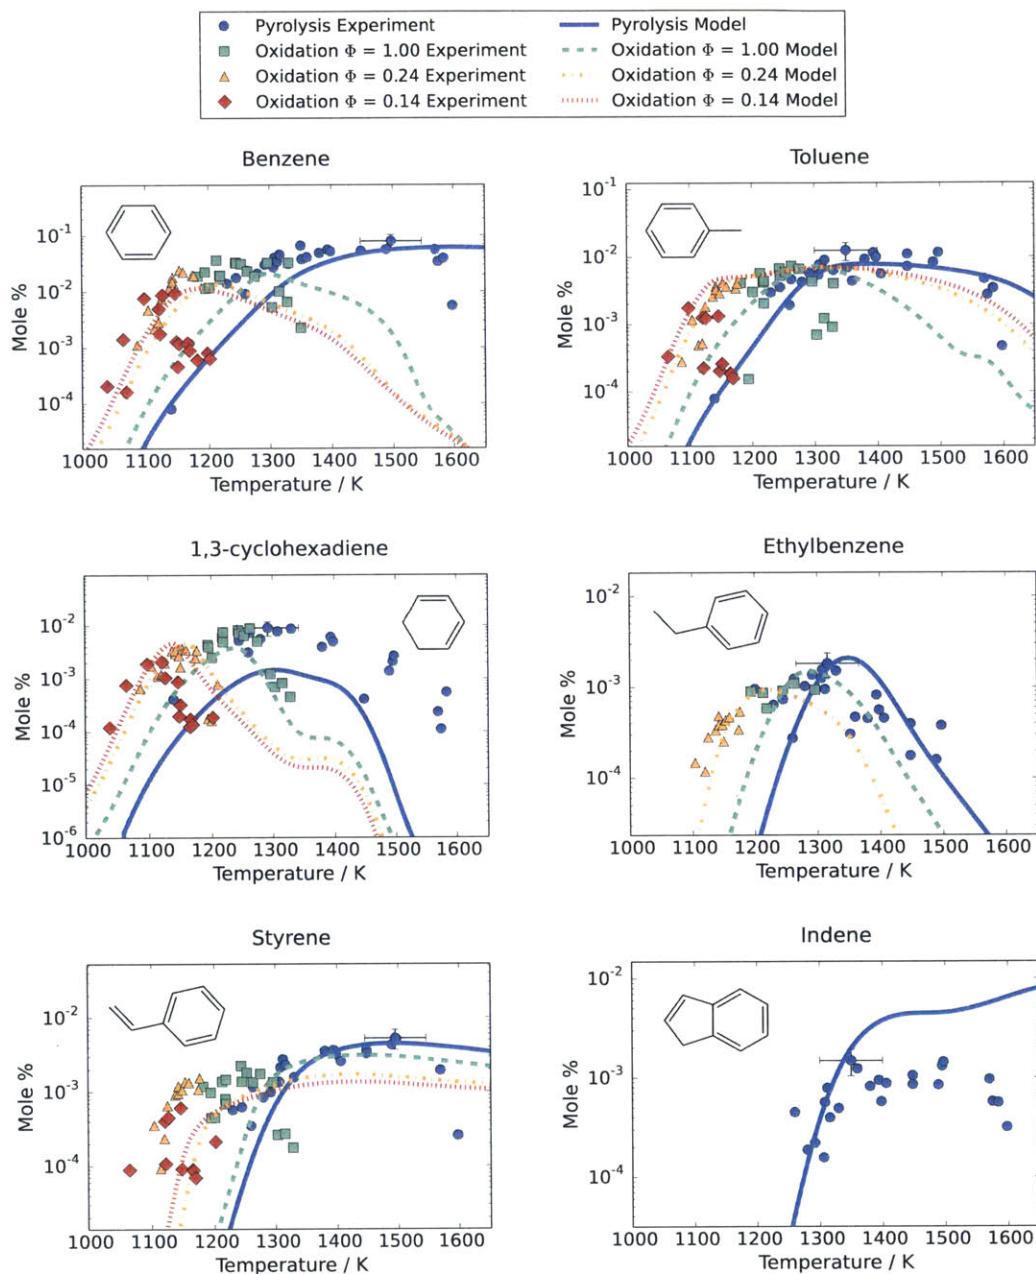 Pyrolysis Experiment Pyrolysis Model
Oxidation Φ = 1.00 Experiment Oxidation Φ = 1.00 Model
Oxidation Φ = 0.24 Experiment Oxidation Φ = 0.24 Model
Oxidation Φ = 0.14 Experiment Oxidation Φ = 0.14 Model
Benzene
Mole %
10⁻¹
10⁻²
10⁻³
10⁻⁴
1000 1100 1200 1300 1400 1500 1600
Temperature / K
Toluene
Mole %
10⁻¹
10⁻²
10⁻³
10⁻⁴
1000 1100 1200 1300 1400 1500 1600
Temperature / K
1,3-cyclohexadiene
Mole %
10⁻¹
10⁻²
10⁻³
10⁻⁴
10⁻⁵
10⁻⁶
1000 1100 1200 1300 1400 1500 1600
Temperature / K
Ethylbenzene
Mole %
10⁻²
10⁻³
10⁻⁴
1000 1100 1200 1300 1400 1500 1600
Temperature / K
Styrene
Mole %
10⁻²
10⁻³
10⁻⁴
1000 1100 1200 1300 1400 1500 1600
Temperature / K
Indene
Mole %
10⁻²
10⁻³
10⁻⁴
1000 1100 1200 1300 1400 1500 1600
Temperature / K